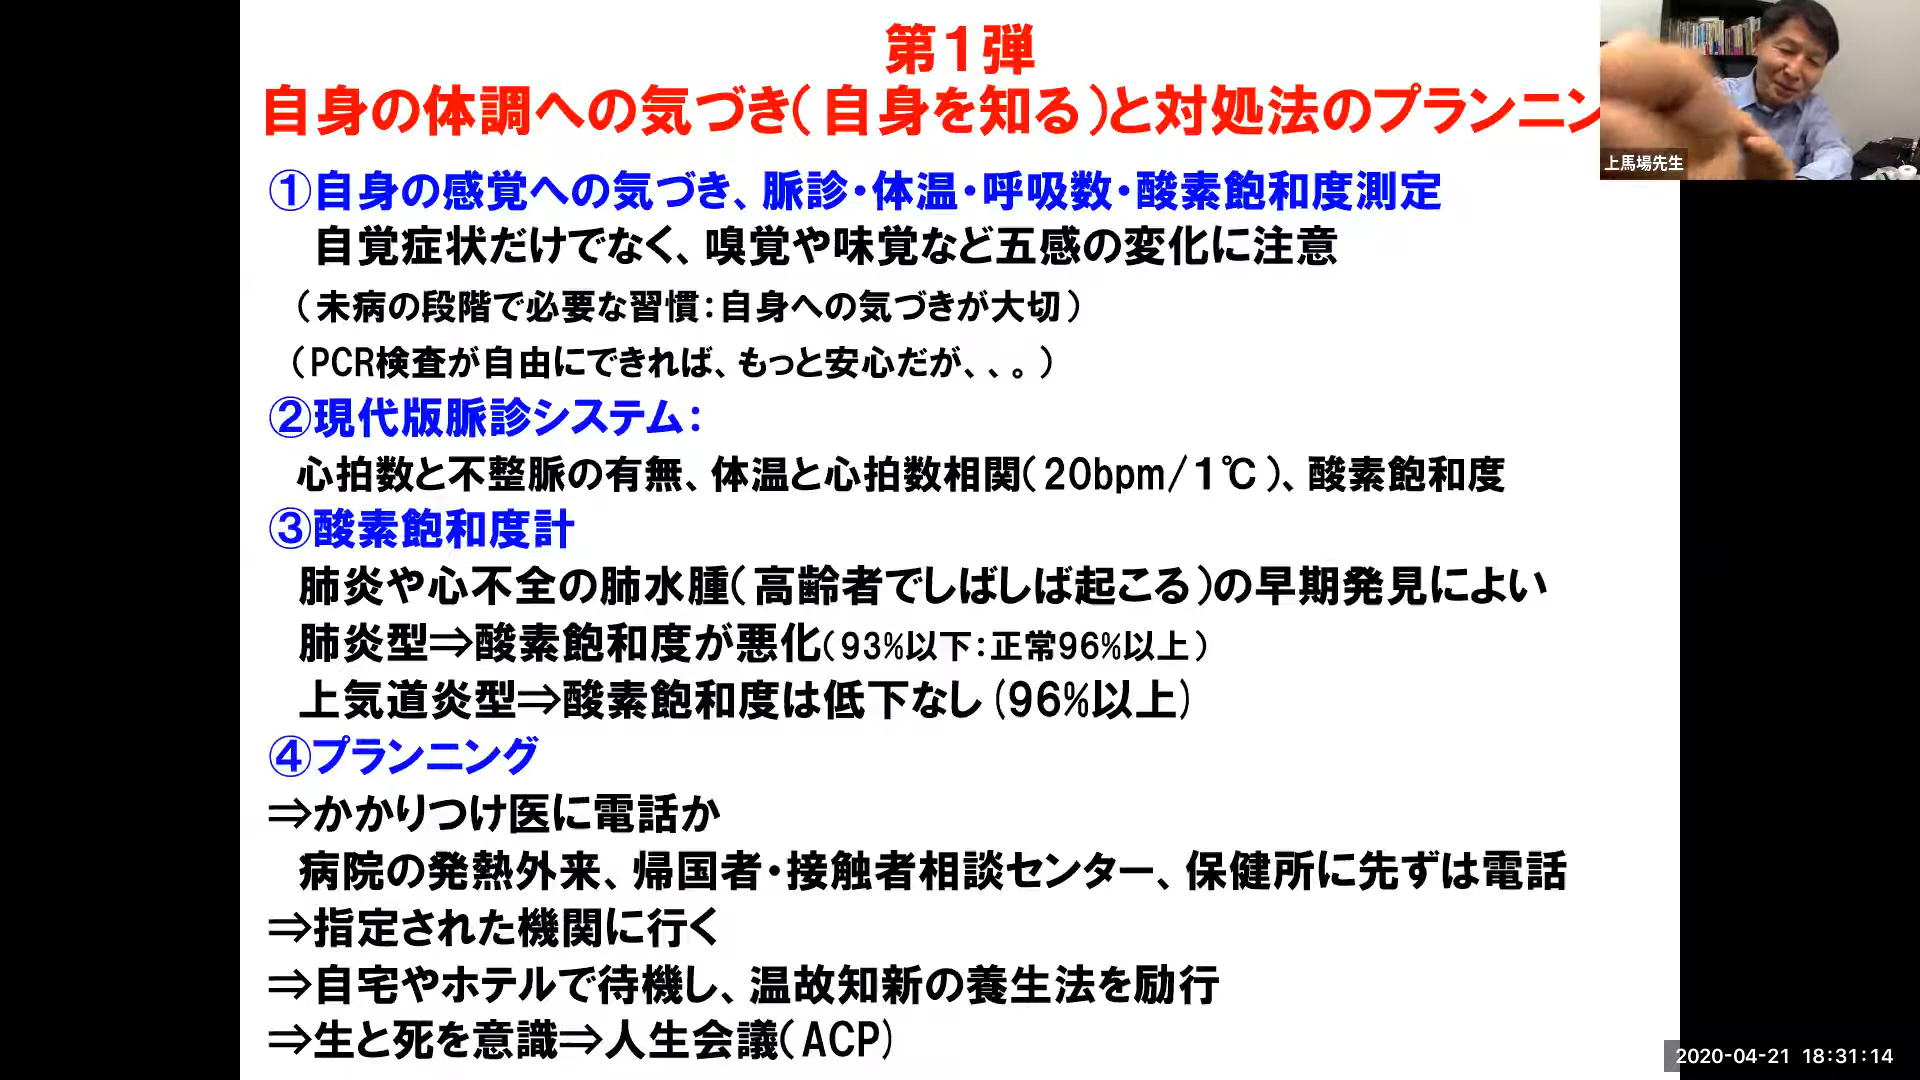 第１弾
自身の体調への気づき（自身を知る）と対処法のプランニン
上馬場先生
①自身の感覚への気づき、脈診・体温・呼吸数・酸素飽和度測定
自覚症状だけでなく、嗅覚や味覚など五感の変化に注意
（未病の段階で必要な習慣：自身への気づきが大切）
（PCR検査が自由にできれば、もっと安心だが、、。）
②現代版脈診システム：
心拍数と不整脈の有無、体温と心拍数相関（20bpm/１℃）、酸素飽和度
③酸素飽和度計
肺炎や心不全の肺水腫（高齢者でしばしば起こる）の早期発見によい
肺炎型⇒酸素飽和度が悪化（93%以下：正常96%以上）
上気道炎型⇒酸素飽和度は低下なし(96%以上)
④プランニング
⇒かかりつけ医に電話か
病院の発熱外来、帰国者・接触者相談センター、保健所に先ずは電話
⇒指定された機関に行く
⇒自宅やホテルで待機し、温故知新の養生法を励行
⇒生と死を意識⇒人生会議（ACP)
2020-04-21 18:31:14